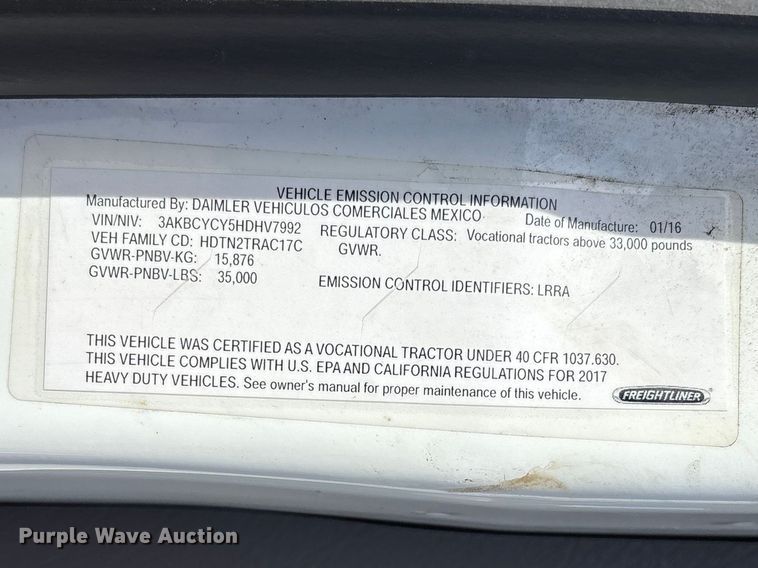 VEHICLE EMISSION CONTROL INFORMATION
Manufactured By: DAIMLER VEHICULOS COMERCIALES MEXICO Date of Manufacture: 01/16
VIN/NIV: 3AKBCYCY5HDHV7992 REGULATORY CLASS: Vocational tractors above 33,000 pounds
VEH FAMILY CD: HDTN2TRAC17C GVWR.
GVWR-PNBV-KG: 15,876
GVWR-PNBV-LBS: 35,000 EMISSION CONTROL IDENTIFIERS: LRRA
THIS VEHICLE WAS CERTIFIED AS A VOCATIONAL TRACTOR UNDER 40 CFR 1037.630.
THIS VEHICLE COMPLIES WITH U.S. EPA AND CALIFORNIA REGULATIONS FOR 2017
HEAVY DUTY VEHICLES. See owner's manual for proper maintenance of this vehicle.
FREIGHTLINER
Purple Wave Auction